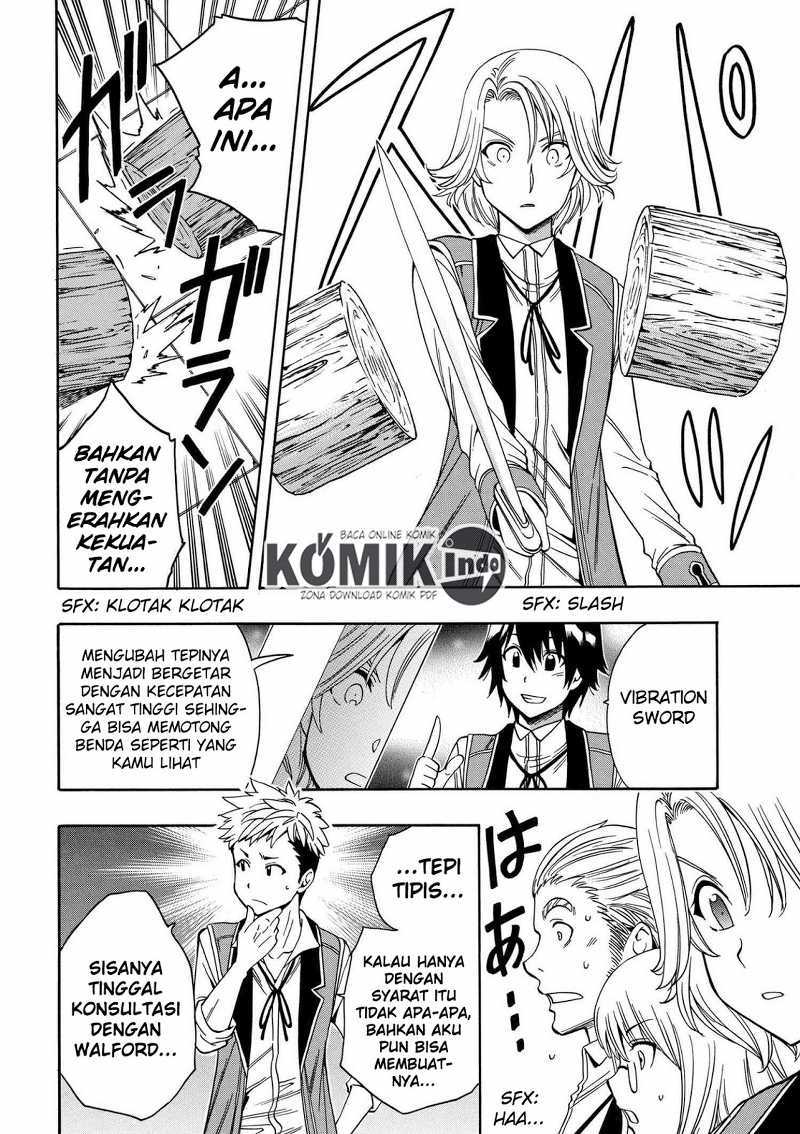 パ
A...
APA
INI...
ガラガラン
BAHKAN
TANPA
MENG-
ERAHKAN
KEKUA-
TAN...
BACA ONLINE KOMIK
KOMIK indo
ZONA DOWNLOAD KOMIK PDF
SFX: KLOTAK KLOTAK
SFX: SLASH
VIBRATION
SWORD
MENGUBAH TEPINYA
MENJADI BERGETAR
DENGAN KECEPATAN
SANGAT TINGGI SEHING-
GA BISA MEMOTONG
BENDA SEPERTI YANG
KAMU LIHAT
はあ…
SFX:
HAA...
...TEPI
TIPIS...
KALAU HANYA
DENGAN
SYARAT ITU
TIDAK APA-APA,
BAHKAN AKU
PUN BISA
MEMBUAT-
NYA...
SISANYA
TINGGAL
KONSULTASI
DENGAN
WALFORD...